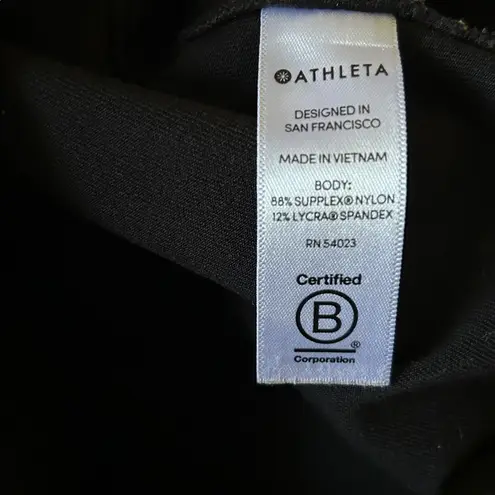 ATHLETA
DESIGNED IN
SAN FRANCISCO
MADE IN VIETNAM
BODY:
88% SUPPLEX® NYLON
12% LYCRA® SPANDEX
RN 54023
Certified
B
®
Corporation